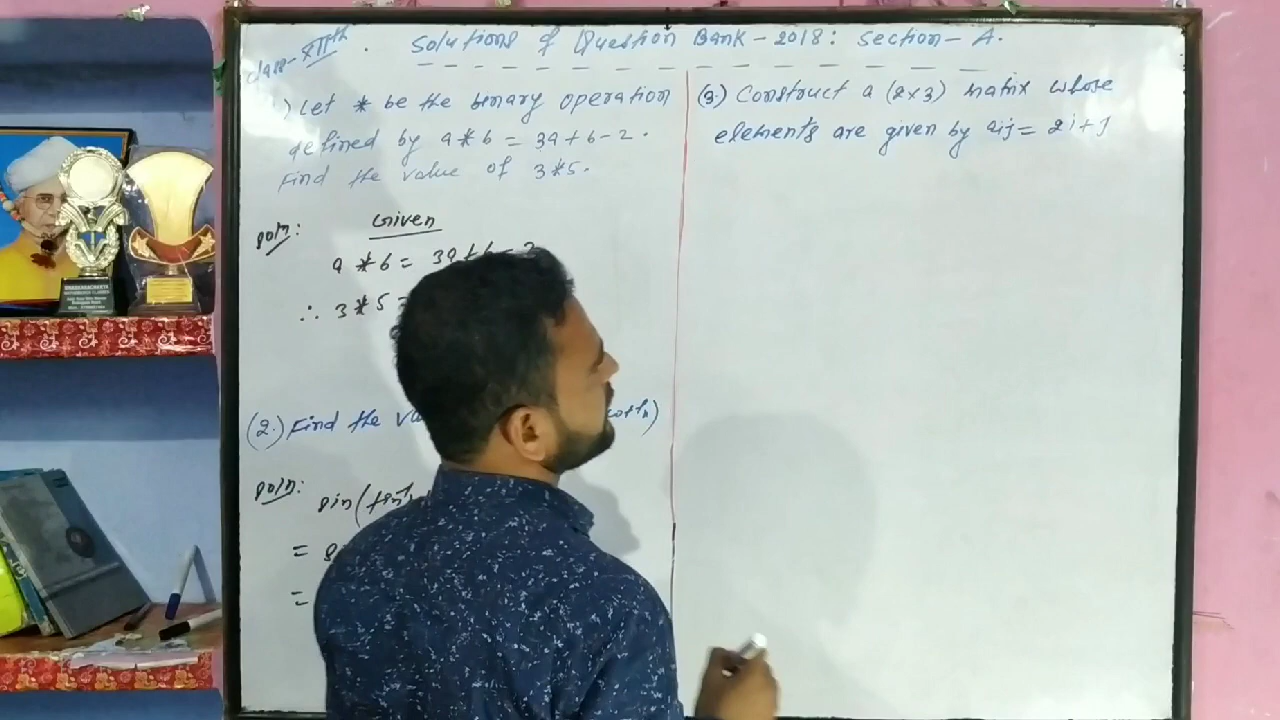 Class-XIIth. Solutions of Question Bank-2018: Section-A.
) Let * be the binary operation
defined by a*b = 3a+b-2.
Find the value of 3*5.
Soln: Given
a*b = 3a+b-2
∴ 3*5 =
(2.) Find the
Soln: sin(tan⁻¹
=
=
(3.) Construct a (2×3) matrix whose
elements are given by aij = 2i+j